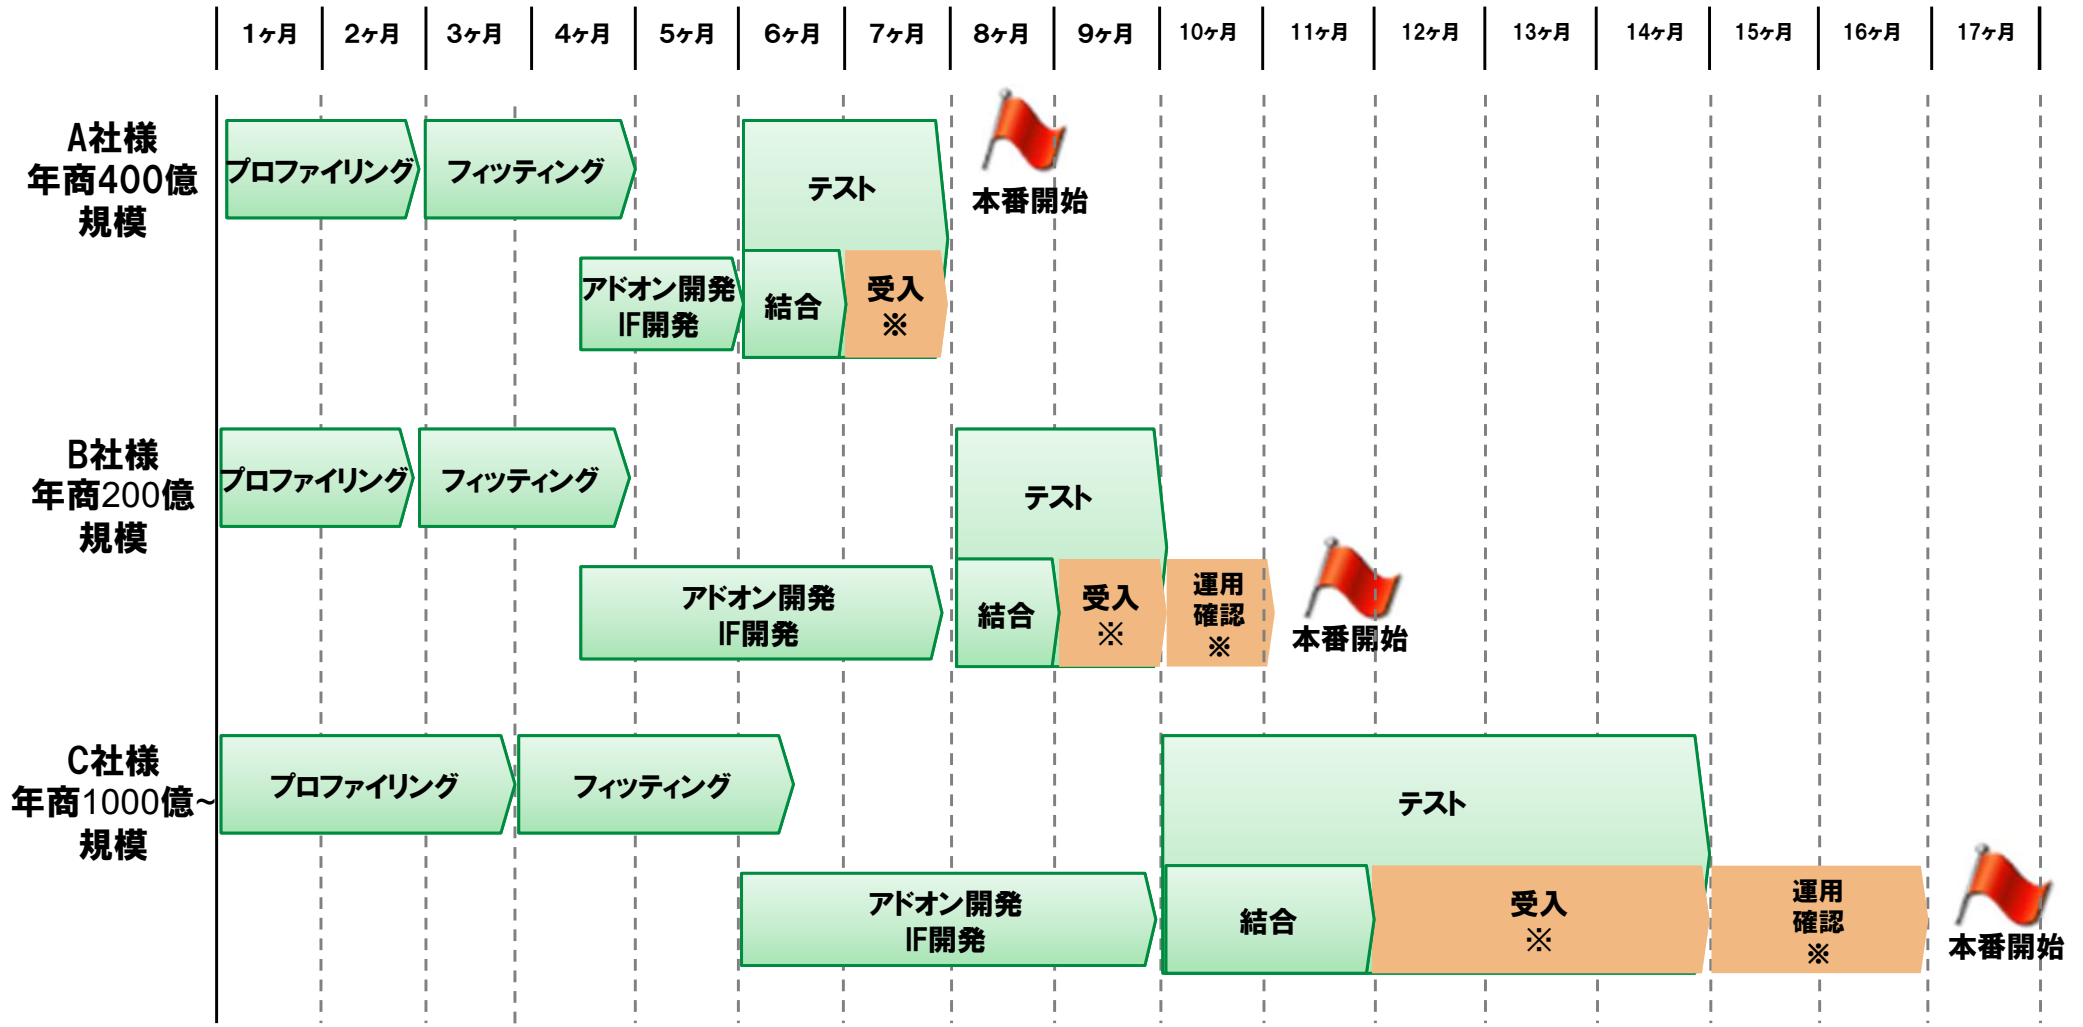 1ヶ月 2ヶ月 3ヶ月 4ヶ月 5ヶ月 6ヶ月 7ヶ月 8ヶ月 9ヶ月 10ヶ月 11ヶ月 12ヶ月 13ヶ月 14ヶ月 15ヶ月 16ヶ月 17ヶ月
A社様
年商400億
規模
プロファイリング
フィッティング
アドオン開発
IF開発
テスト
結合
受入
※
本番開始
B社様
年商200億
規模
プロファイリング
フィッティング
アドオン開発
IF開発
テスト
結合
受入
※
運用
確認
※
本番開始
C社様
年商1000億~
規模
プロファイリング
フィッティング
アドオン開発
IF開発
テスト
結合
受入
※
運用
確認
※
本番開始